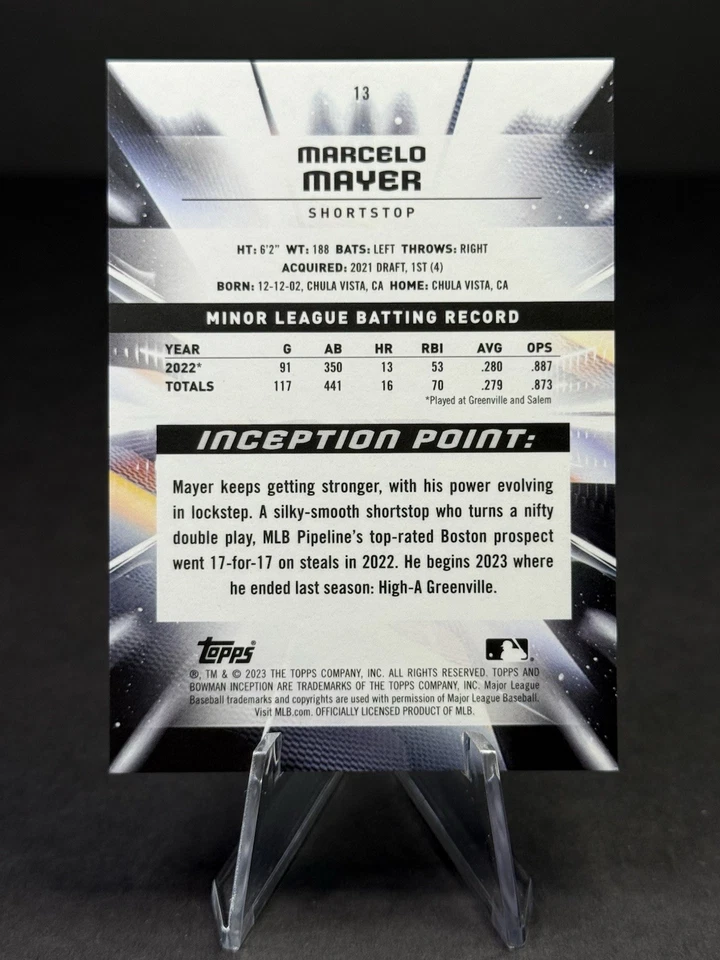 13
MARCELO
MAYER
SHORTSTOP
HT: 6'2" WT: 188 BATS: LEFT THROWS: RIGHT
ACQUIRED: 2021 DRAFT, 1ST (4)
BORN: 12-12-02, CHULA VISTA, CA HOME: CHULA VISTA, CA
MINOR LEAGUE BATTING RECORD
YEAR G AB HR RBI AVG OPS
2022* 91 350 13 53 .280 .887
TOTALS 117 441 16 70 .279 .873
*Played at Greenville and Salem
INCEPTION POINT:
Mayer keeps getting stronger, with his power evolving
in lockstep. A silky-smooth shortstop who turns a nifty
double play, MLB Pipeline's top-rated Boston prospect
went 17-for-17 on steals in 2022. He begins 2023 where
he ended last season: High-A Greenville.
TOPPS®
®, TM & © 2023 THE TOPPS COMPANY, INC. ALL RIGHTS RESERVED. TOPPS AND
BOWMAN INCEPTION ARE TRADEMARKS OF THE TOPPS COMPANY, INC. Major League
Baseball trademarks and copyrights are used with permission of Major League Baseball.
Visit MLB.com. OFFICIALLY LICENSED PRODUCT OF MLB.